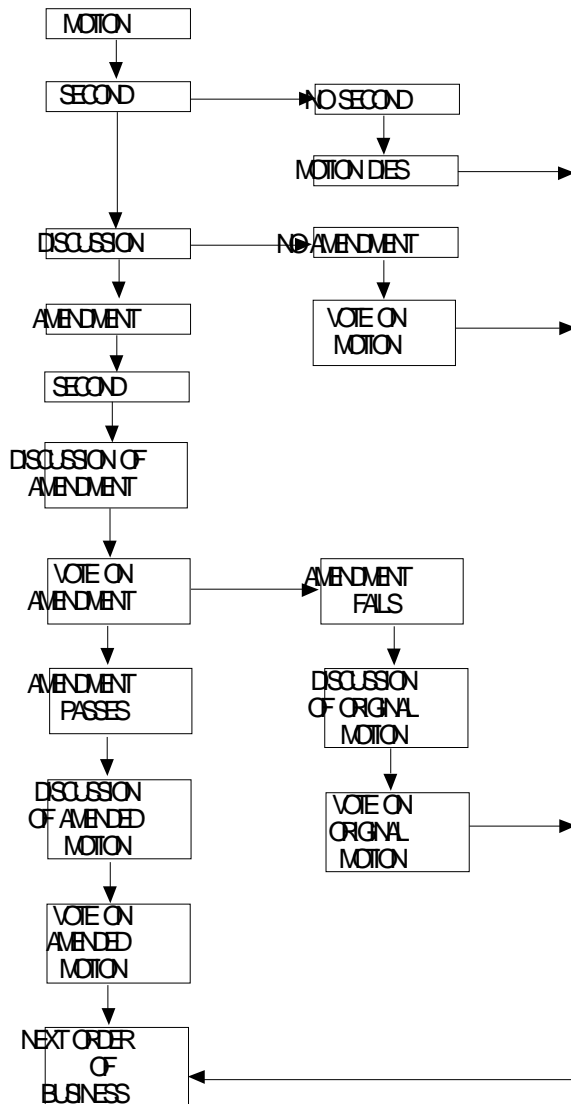 MOTION
SECOND
NO SECOND
MOTION DIES
DISCUSSION
NO AMENDMENT
AMENDMENT
VOTE ON
MOTION
SECOND
DISCUSSION OF
AMENDMENT
VOTE ON
AMENDMENT
AMENDMENT
FAILS
AMENDMENT
PASSES
DISCUSSION
OF ORIGINAL
MOTION
DISCUSSION
OF AMENDED
MOTION
VOTE ON
ORIGINAL
MOTION
VOTE ON
AMENDED
MOTION
NEXT ORDER
OF
BUSINESS